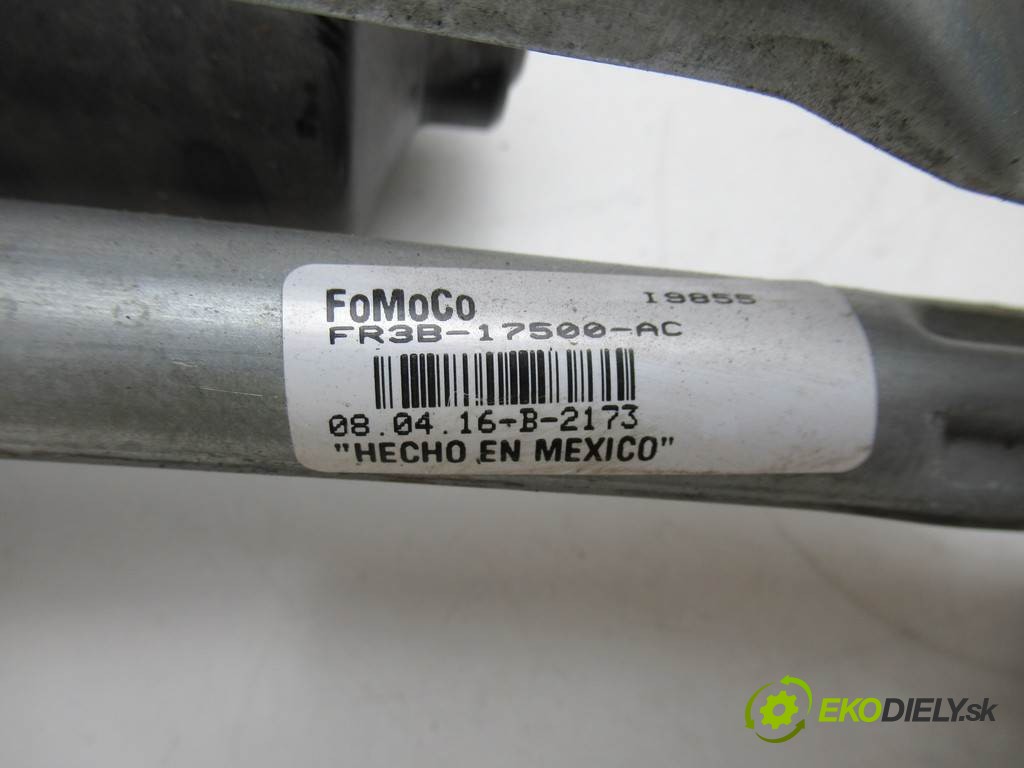 FoMoCo I9855
FR3B-17500-AC
08.04.16-B-2173
"HECHO EN MEXICO"
EKODIELY.sk